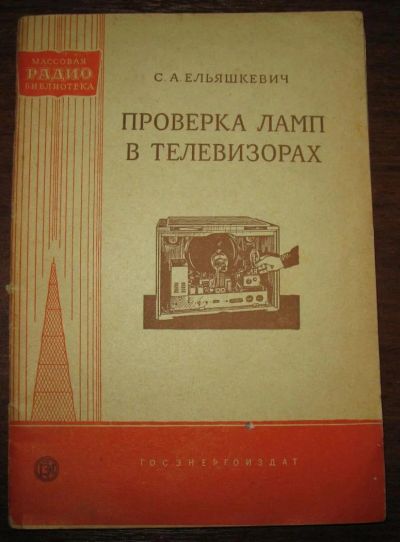 МАССОВАЯ
РАДИО
БИБЛИОТЕКА
С. А. ЕЛЬЯШКЕВИЧ
ПРОВЕРКА ЛАМП
В ТЕЛЕВИЗОРАХ
ГОСЭНЕРГОИЗДАТ